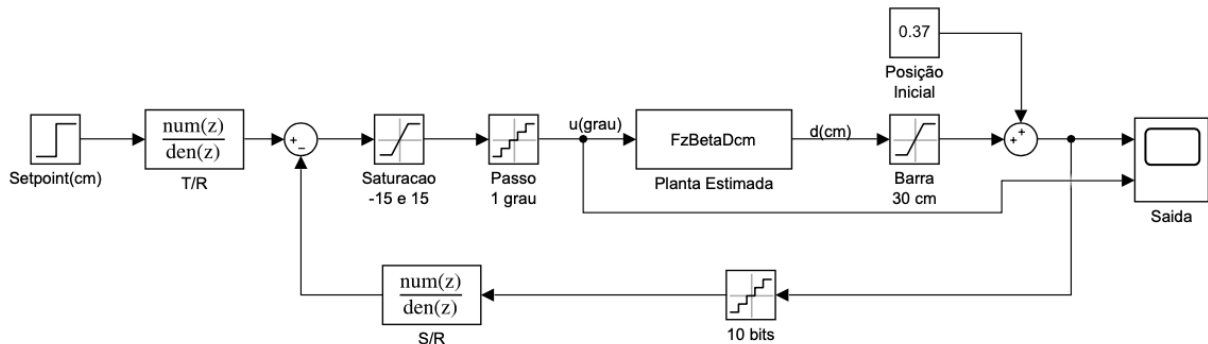 0.37
Posição
Inicial
num(z)
den(z)
+
−
u(grau)
FzBetaDcm
d(cm)
+
+
Setpoint(cm)
T/R
Saturacao
-15 e 15
Passo
1 grau
Planta Estimada
Barra
30 cm
Saida
num(z)
den(z)
S/R
10 bits